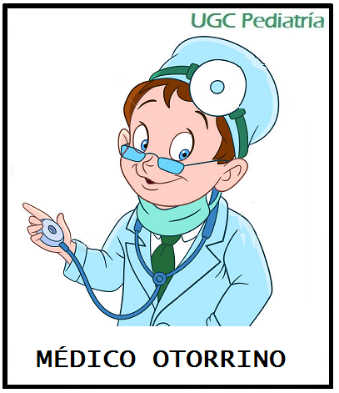 UGC Pediatría
MÉDICO OTORRINO